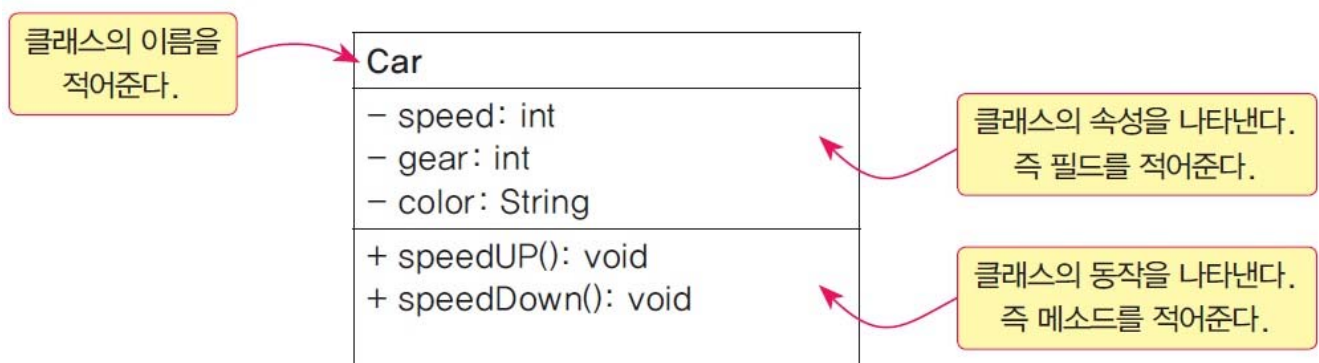 클래스의 이름을
적어준다.
Car
– speed: int
– gear: int
– color: String
클래스의 속성을 나타낸다.
즉 필드를 적어준다.
+ speedUP(): void
+ speedDown(): void
클래스의 동작을 나타낸다.
즉 메소드를 적어준다.